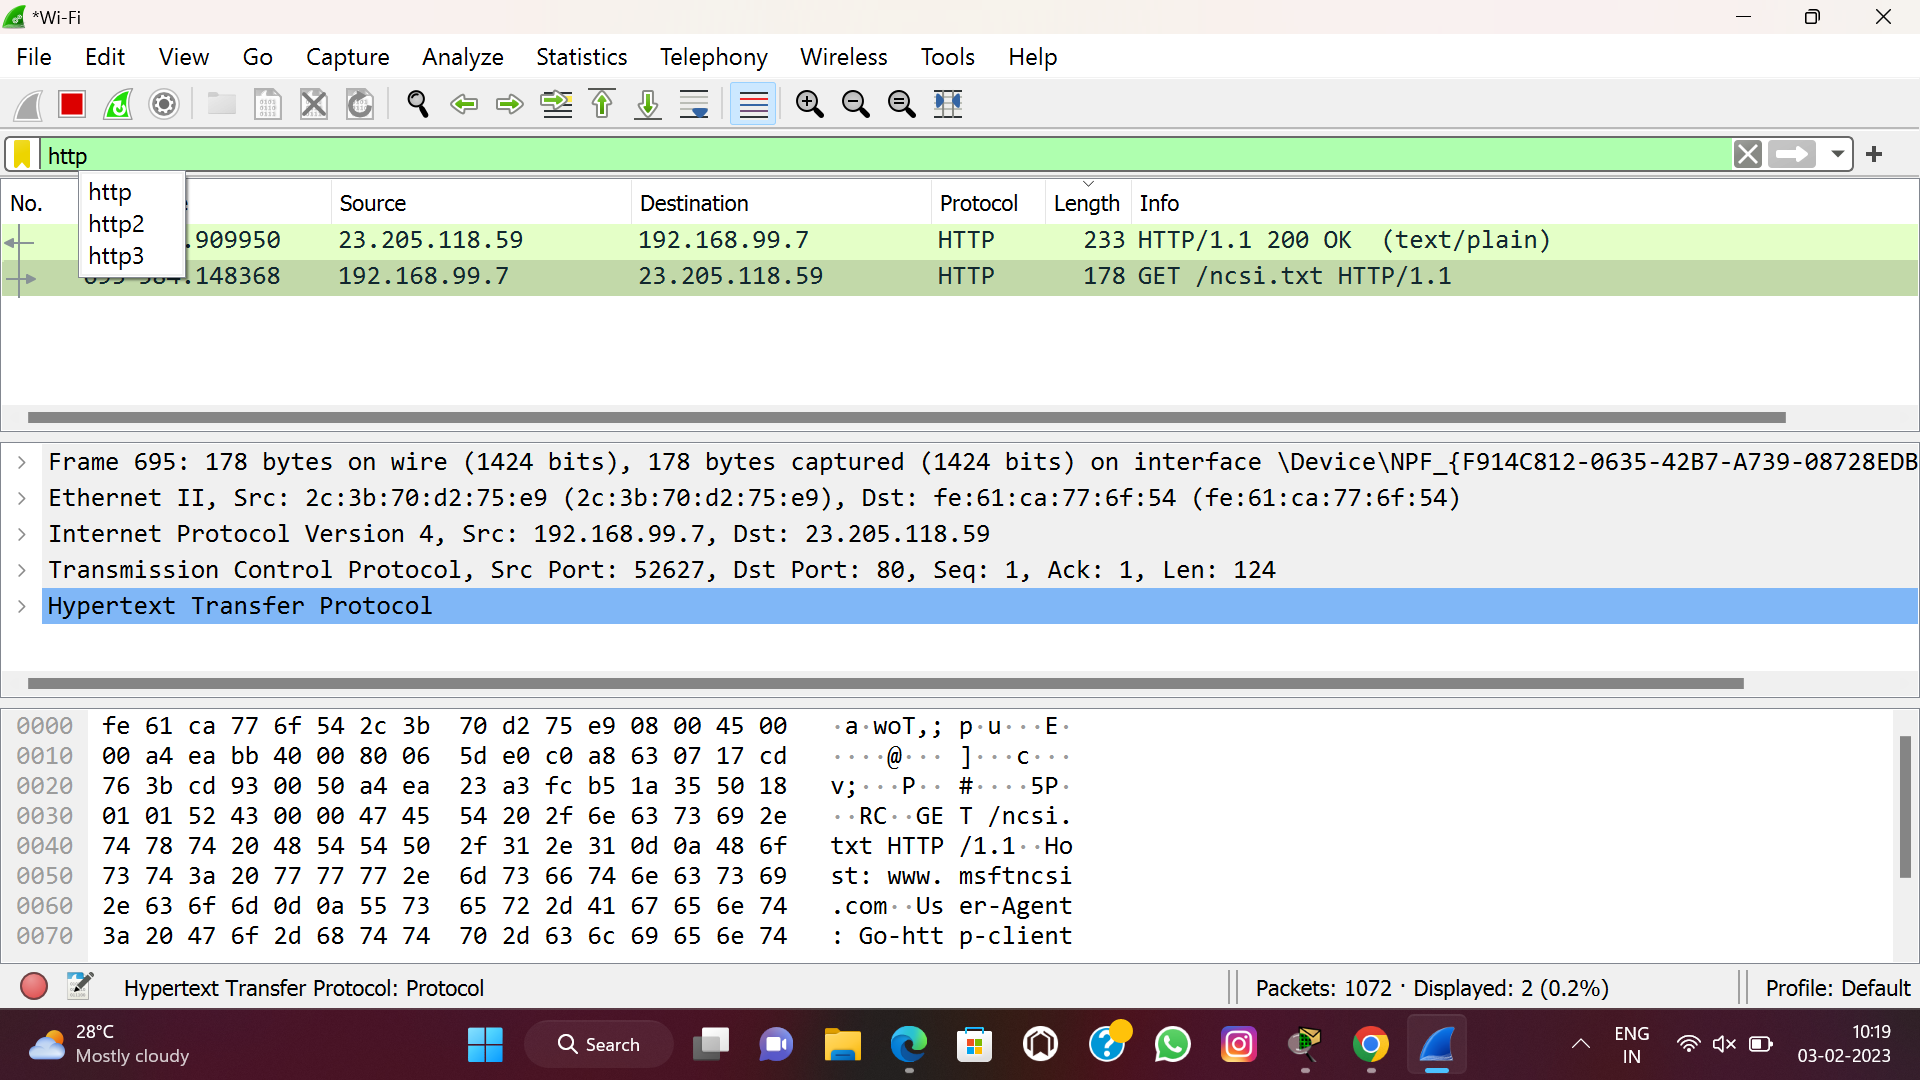 *Wi-Fi
File Edit View Go Capture Analyze Statistics Telephony Wireless Tools Help
http
http
http2
http3
No. Source Destination Protocol Length Info
.909950 23.205.118.59 192.168.99.7 HTTP 233 HTTP/1.1 200 OK (text/plain)
.148368 192.168.99.7 23.205.118.59 HTTP 178 GET /ncsi.txt HTTP/1.1
Frame 695: 178 bytes on wire (1424 bits), 178 bytes captured (1424 bits) on interface \Device\NPF_{F914C812-0635-42B7-A739-08728EDB
Ethernet II, Src: 2c:3b:70:d2:75:e9 (2c:3b:70:d2:75:e9), Dst: fe:61:ca:77:6f:54 (fe:61:ca:77:6f:54)
Internet Protocol Version 4, Src: 192.168.99.7, Dst: 23.205.118.59
Transmission Control Protocol, Src Port: 52627, Dst Port: 80, Seq: 1, Ack: 1, Len: 124
Hypertext Transfer Protocol
0000 fe 61 ca 77 6f 54 2c 3b 70 d2 75 e9 08 00 45 00 ·a·woT,; p·u···E·
0010 00 a4 ea bb 40 00 80 06 5d e0 c0 a8 63 07 17 cd ····@··· ]···c···
0020 76 3b cd 93 00 50 a4 ea 23 a3 fc b5 1a 35 50 18 v;···P·· #····5P·
0030 01 01 52 43 00 00 47 45 54 20 2f 6e 63 73 69 2e ··RC··GE T /ncsi.
0040 74 78 74 20 48 54 54 50 2f 31 2e 31 0d 0a 48 6f txt HTTP /1.1··Ho
0050 73 74 3a 20 77 77 77 2e 6d 73 66 74 6e 63 73 69 st: www. msftncsi
0060 2e 63 6f 6d 0d 0a 55 73 65 72 2d 41 67 65 6e 74 .com··Us er-Agent
0070 3a 20 47 6f 2d 68 74 74 70 2d 63 6c 69 65 6e 74 : Go-htt p-client
Hypertext Transfer Protocol: Protocol Packets: 1072 · Displayed: 2 (0.2%) Profile: Default
28°C
Mostly cloudy
Search
ENG
IN
10:19
03-02-2023